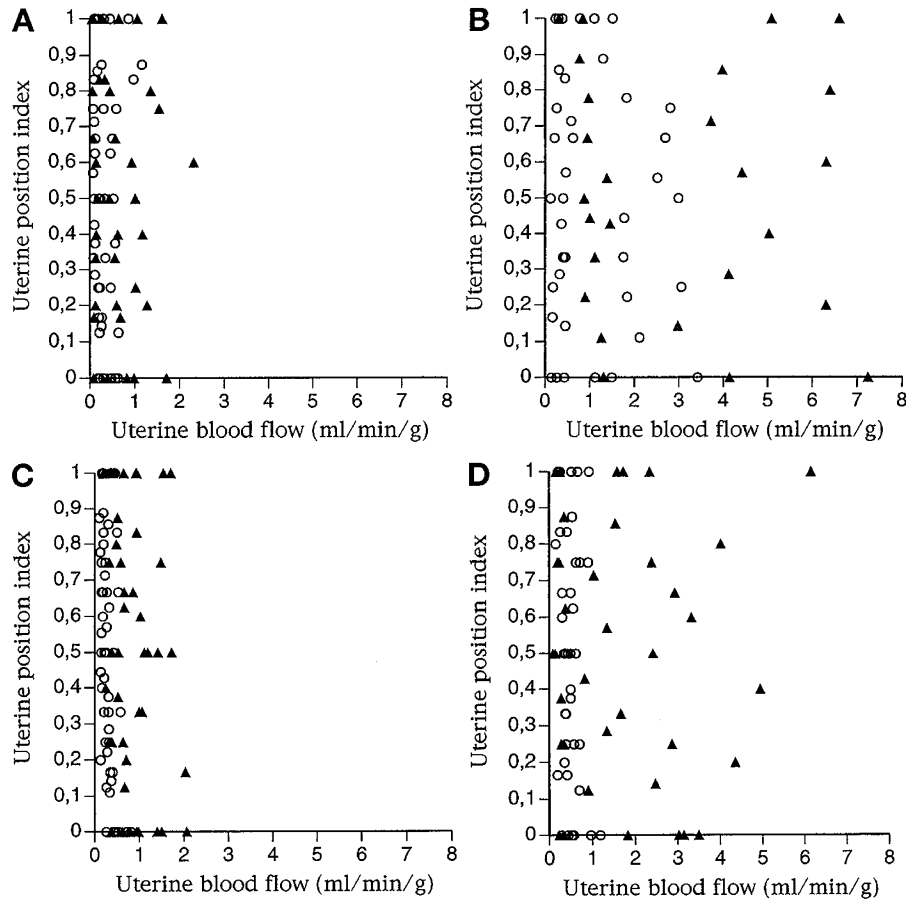 A
Uterine position index
1
0,9
0,8
0,7
0,6
0,5
0,4
0,3
0,2
0,1
0
0 1 2 3 4 5 6 7 8
Uterine blood flow (ml/min/g)
B
Uterine position index
1
0,9
0,8
0,7
0,6
0,5
0,4
0,3
0,2
0,1
0
0 1 2 3 4 5 6 7 8
Uterine blood flow (ml/min/g)
C
Uterine position index
1
0,9
0,8
0,7
0,6
0,5
0,4
0,3
0,2
0,1
0
0 1 2 3 4 5 6 7 8
Uterine blood flow (ml/min/g)
D
Uterine position index
1
0,9
0,8
0,7
0,6
0,5
0,4
0,3
0,2
0,1
0
0 1 2 3 4 5 6 7 8
Uterine blood flow (ml/min/g)